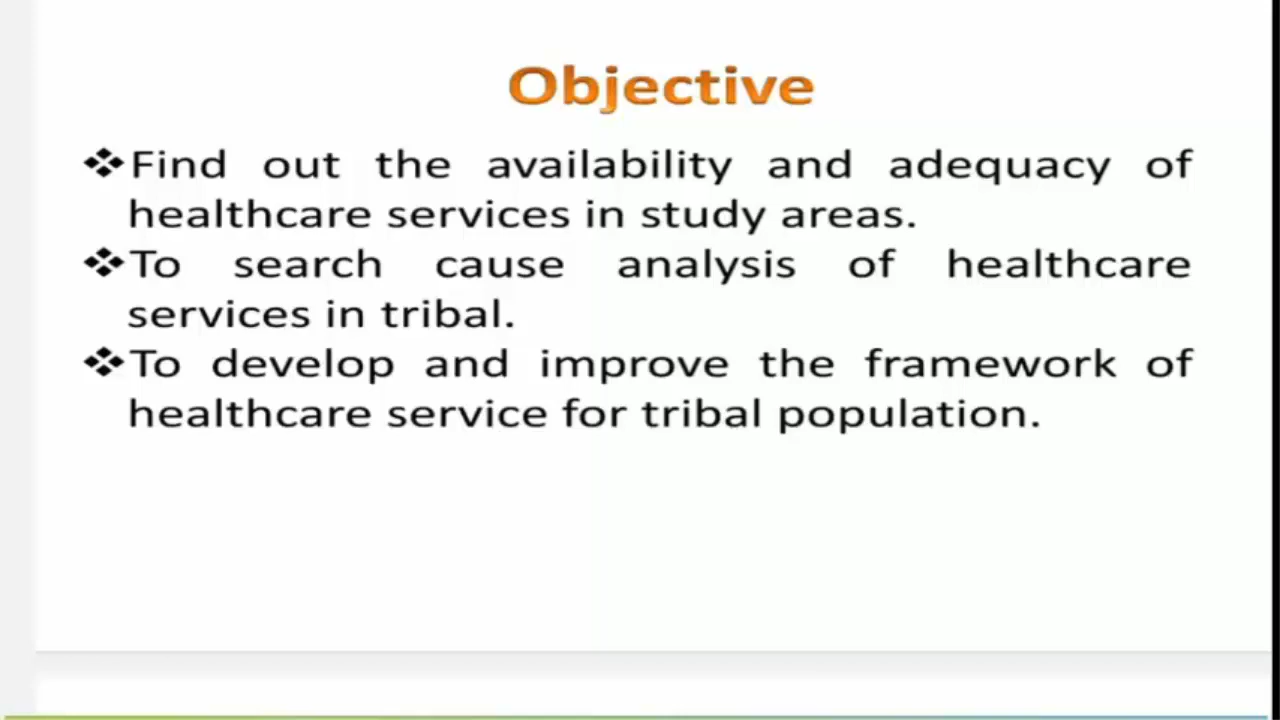 Objective
❖Find out the availability and adequacy of
healthcare services in study areas.
❖To search cause analysis of healthcare
services in tribal.
❖To develop and improve the framework of
healthcare service for tribal population.